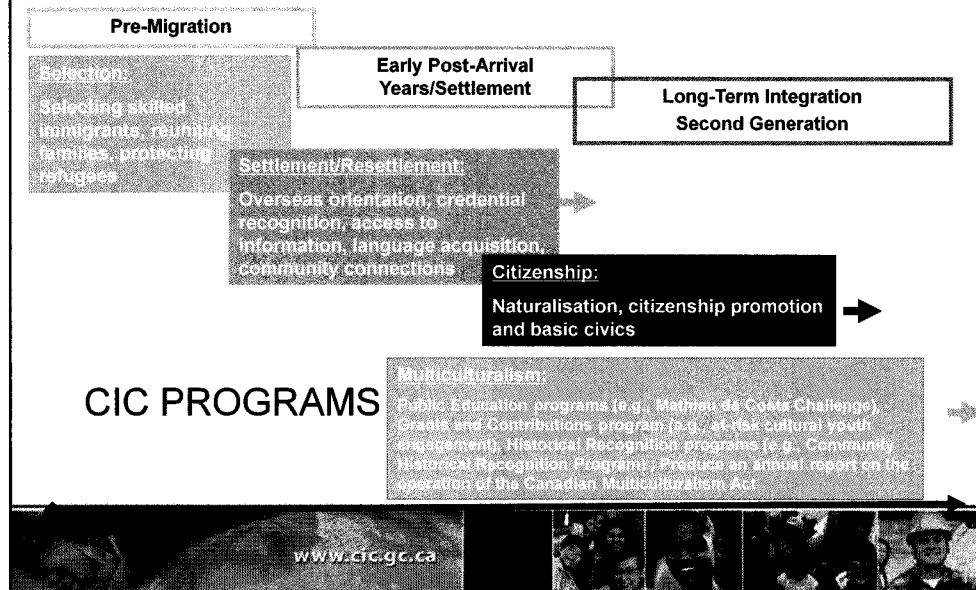 Pre-Migration
Early Post-Arrival
Years/Settlement
Long-Term Integration
Second Generation
Selection:
Selecting skilled
immigrants, reuniting
families, protecting
refugees
Settlement/Resettlement:
Overseas orientation, credential
recognition, access to
information, language acquisition,
community connections
Citizenship:
Naturalisation, citizenship promotion
and basic civics
CIC PROGRAMS
Multiculturalism:
Public Education programs (e.g., Mathieu da Costa Challenge),
Grants and Contributions program (e.g., at-risk cultural youth
engagement), Historical Recognition programs (e.g., Community
Historical Recognition Program) ; Produce an annual report on the
operation of the Canadian Multiculturalism Act
www.cic.gc.ca